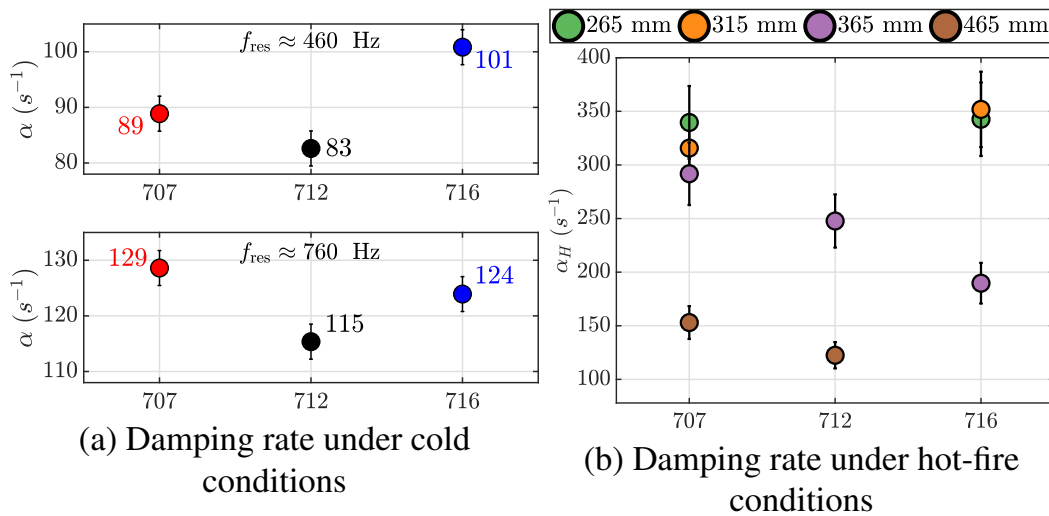 f_res ≈ 460 Hz
100
90
80
α (s⁻¹)
89
83
101
707 712 716
f_res ≈ 760 Hz
130
120
110
α (s⁻¹)
129
115
124
707 712 716
(a) Damping rate under cold
conditions
265 mm 315 mm 365 mm 465 mm
400
350
300
250
200
150
100
α_H (s⁻¹)
707 712 716
(b) Damping rate under hot-fire
conditions